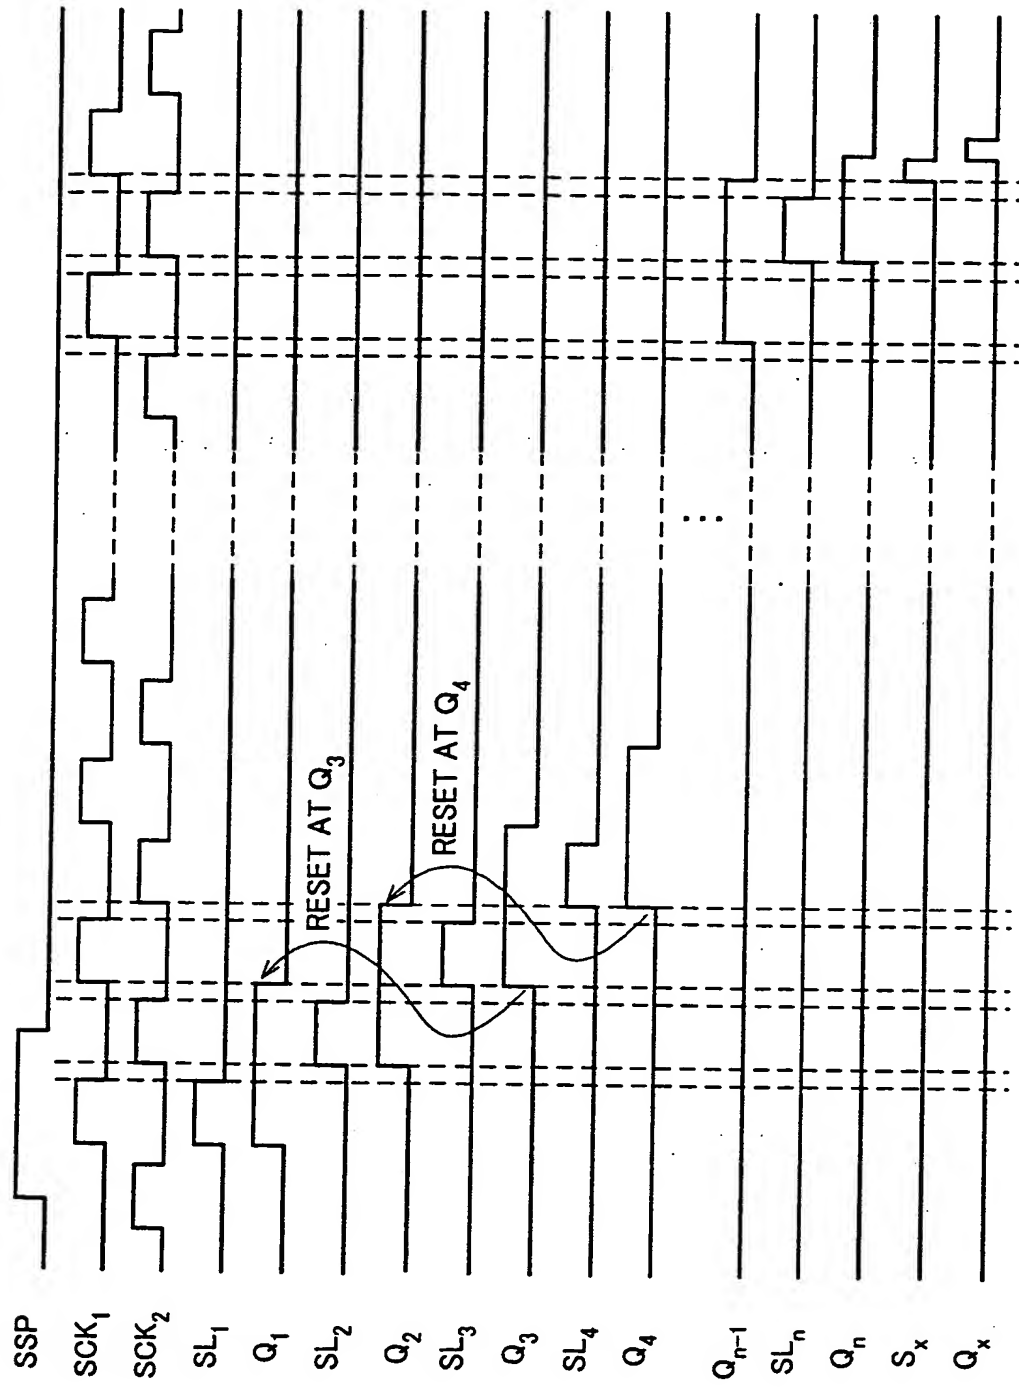 SSP
SCK₁
SCK₂
SL₁
Q₁
SL₂
Q₂
SL₃
Q₃
SL₄
Q₄
Qₙ₋₁
SLₙ
Qₙ
Sₓ
Qₓ
RESET AT Q₃
RESET AT Q₄
...